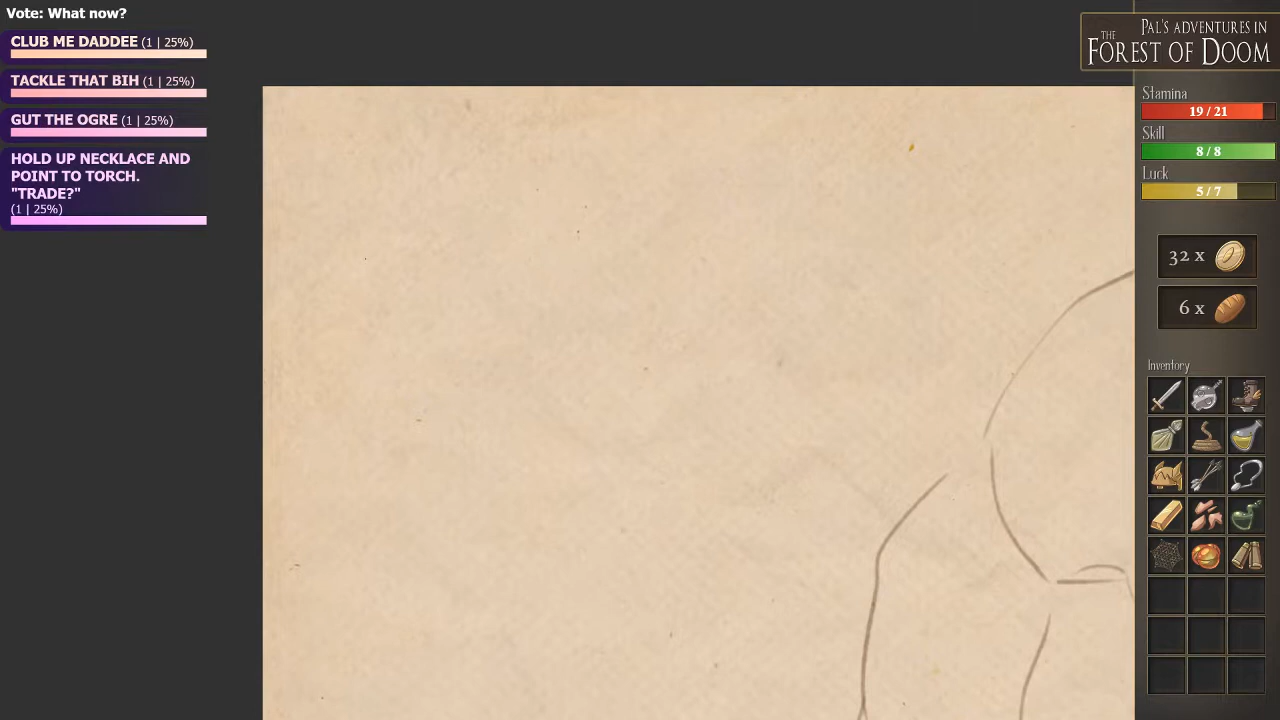 Vote: What now?
CLUB ME DADDEE (1 | 25%)
TACKLE THAT BIH (1 | 25%)
GUT THE OGRE (1 | 25%)
HOLD UP NECKLACE AND
POINT TO TORCH.
"TRADE?"
(1 | 25%)
PAL'S ADVENTURES IN
THE FOREST OF DOOM
Stamina
19 / 21
Skill
8 / 8
Luck
5 / 7
32 x
6 x
Inventory